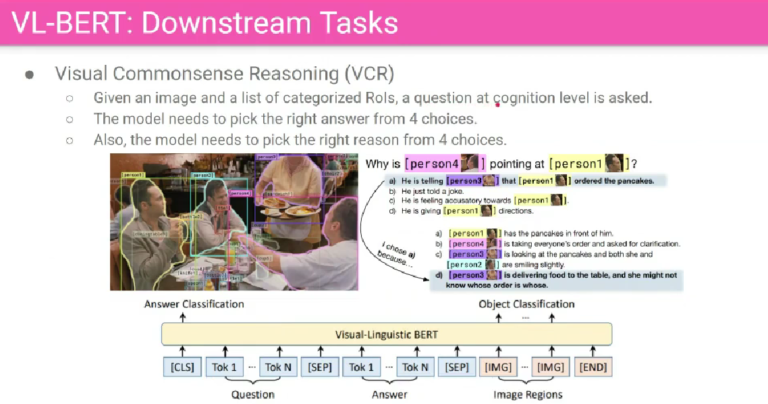 VL-BERT: Downstream Tasks
● Visual Commonsense Reasoning (VCR)
○ Given an image and a list of categorized RoIs, a question at cognition level is asked.
○ The model needs to pick the right answer from 4 choices.
○ Also, the model needs to pick the right reason from 4 choices.
Why is [person4] pointing at [person1]?
a) He is telling [person3] that [person1] ordered the pancakes.
b) He just told a joke.
c) He is feeling accusatory towards [person1].
d) He is giving [person1] directions.
I chose a) because...
a) [person1] has the pancakes in front of him.
b) [person4] is taking everyone's order and asked for clarification.
c) [person3] is looking at the pancakes and both she and
[person2] are smiling slightly.
d) [person3] is delivering food to the table, and she might not
know whose order is whose.
Answer Classification
Object Classification
...
Visual-Linguistic BERT
[CLS] Tok 1 ... Tok N [SEP] Tok 1 ... Tok N [SEP] [IMG] ... [IMG] [END]
Question Answer Image Regions